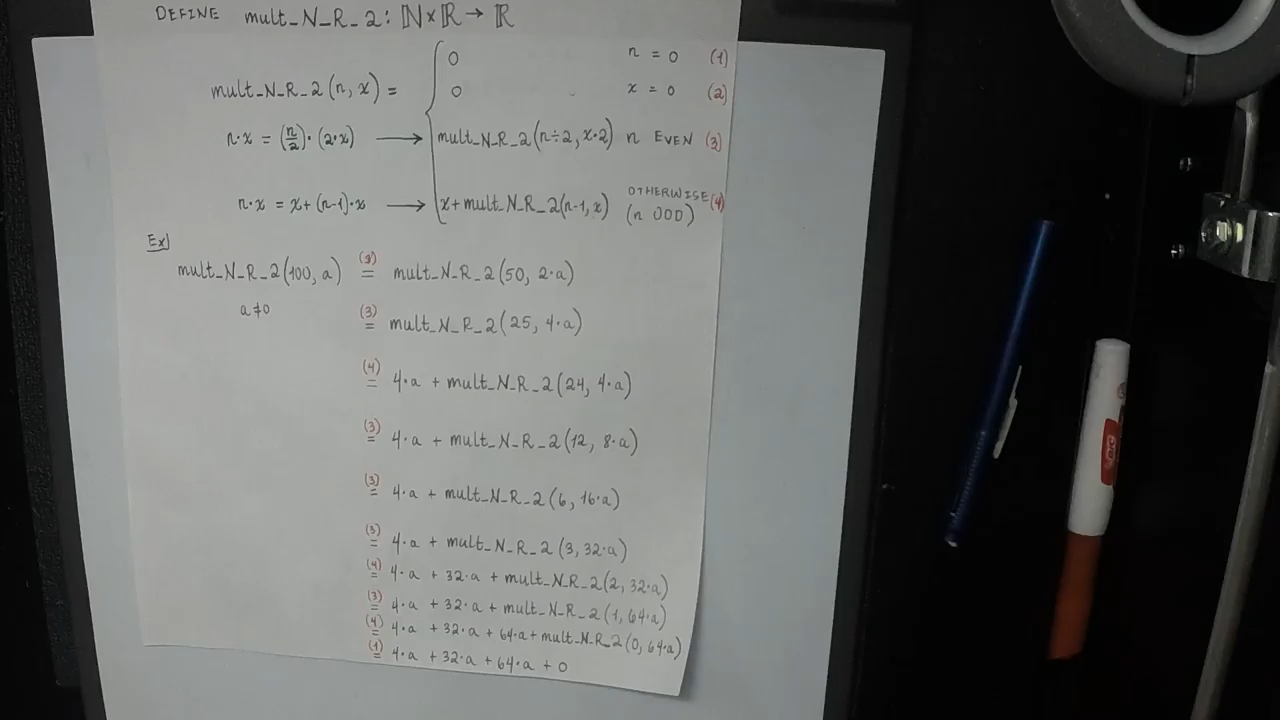 DEFINE mult_N_R_2: ℕ×ℝ → ℝ
0 n = 0 (1)
mult_N_R_2(n, x) = { 0 x = 0 (2)
n·x = (n/2)·(2·x) → mult_N_R_2(n÷2, x·2) n EVEN (3)
n·x = x+(n-1)·x → x+mult_N_R_2(n-1, x) OTHERWISE (4)
(n ODD)
Ex]
mult_N_R_2(100, a) (3)= mult_N_R_2(50, 2·a)
a≠0
(3)= mult_N_R_2(25, 4·a)
(4)= 4·a + mult_N_R_2(24, 4·a)
(3)= 4·a + mult_N_R_2(12, 8·a)
(3)= 4·a + mult_N_R_2(6, 16·a)
(3)= 4·a + mult_N_R_2(3, 32·a)
(4)= 4·a + 32·a + mult_N_R_2(2, 32·a)
(3)= 4·a + 32·a + mult_N_R_2(1, 64·a)
(4)= 4·a + 32·a + 64·a + mult_N_R_2(0, 64·a)
(1)= 4·a + 32·a + 64·a + 0
BIC